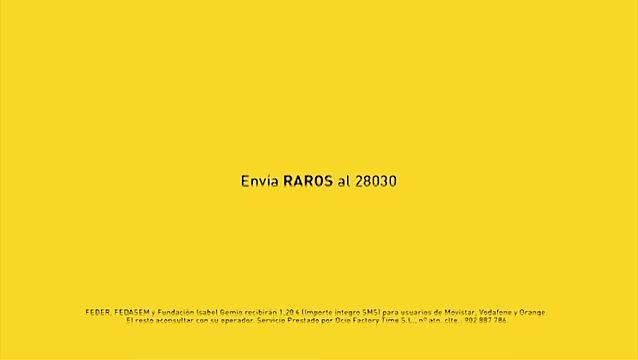 Envía RAROS al 28030
FEDER, FEDASEM y Fundación Isabel Gemio recibirán 1,20 € (Importe integro SMS) para usuarios de Movistar, Vodafone y Orange.
El resto aconsultar con su operador. Servicio Prestado por Ocio Factory Time S.L., nº atn. clte.: 902 887 786